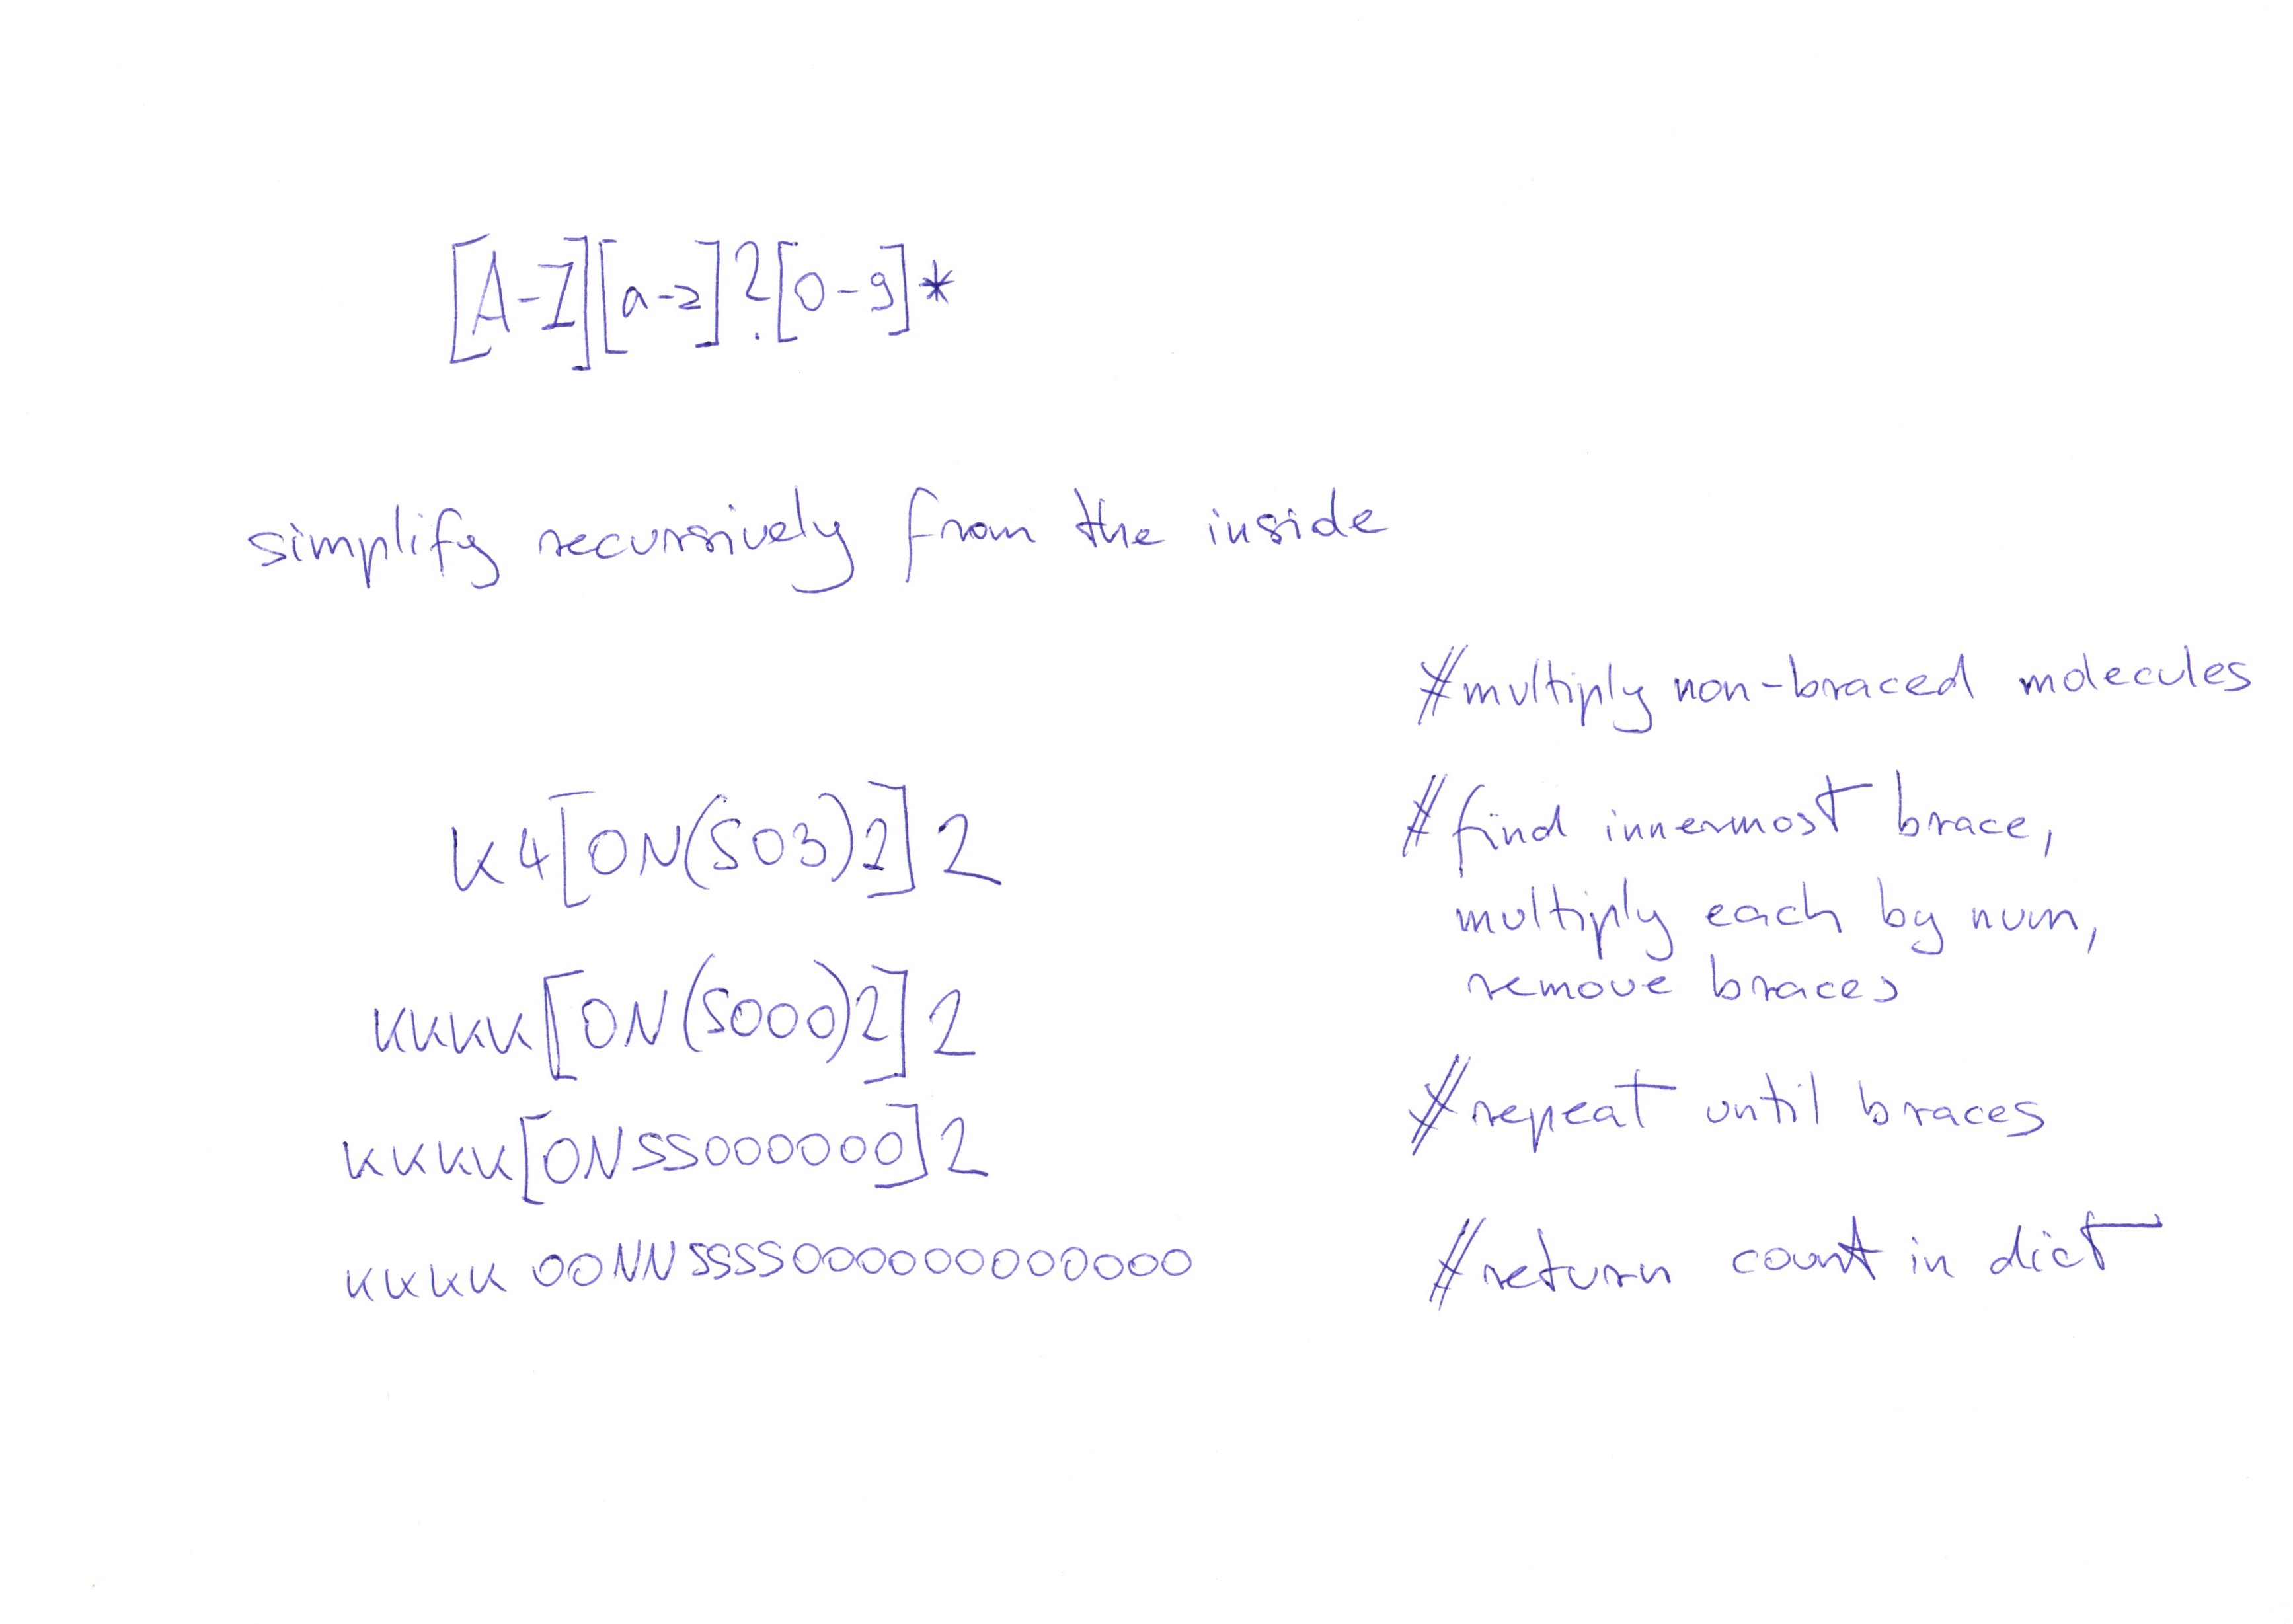 [A-Z][a-z]?[0-9]*
simplify recursively from the inside
#multiply non-braced molecules
K4[ON(SO3)2]2
#find innermost brace,
multiply each by num,
remove braces
KKKK[ON(SOOO)2]2
#repeat until braces
KKKK[ONSSOOOOOO]2
KKKK OONNSSSSOOOOOOOOOOOO
#return count in dict